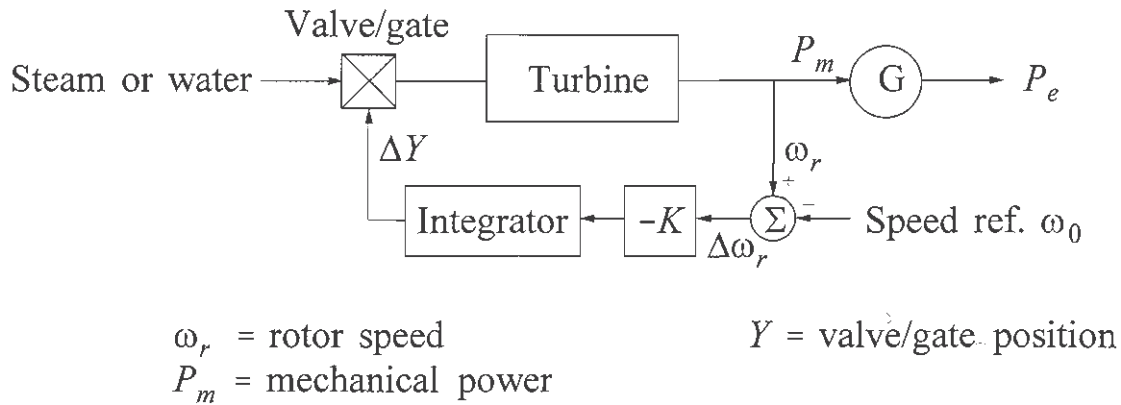 Valve/gate
Steam or water
Turbine
P_m
G
P_e
ΔY
ω_r
+
−
Integrator
−K
Σ
Speed ref. ω_0
Δω_r
ω_r = rotor speed
Y = valve/gate position
P_m = mechanical power